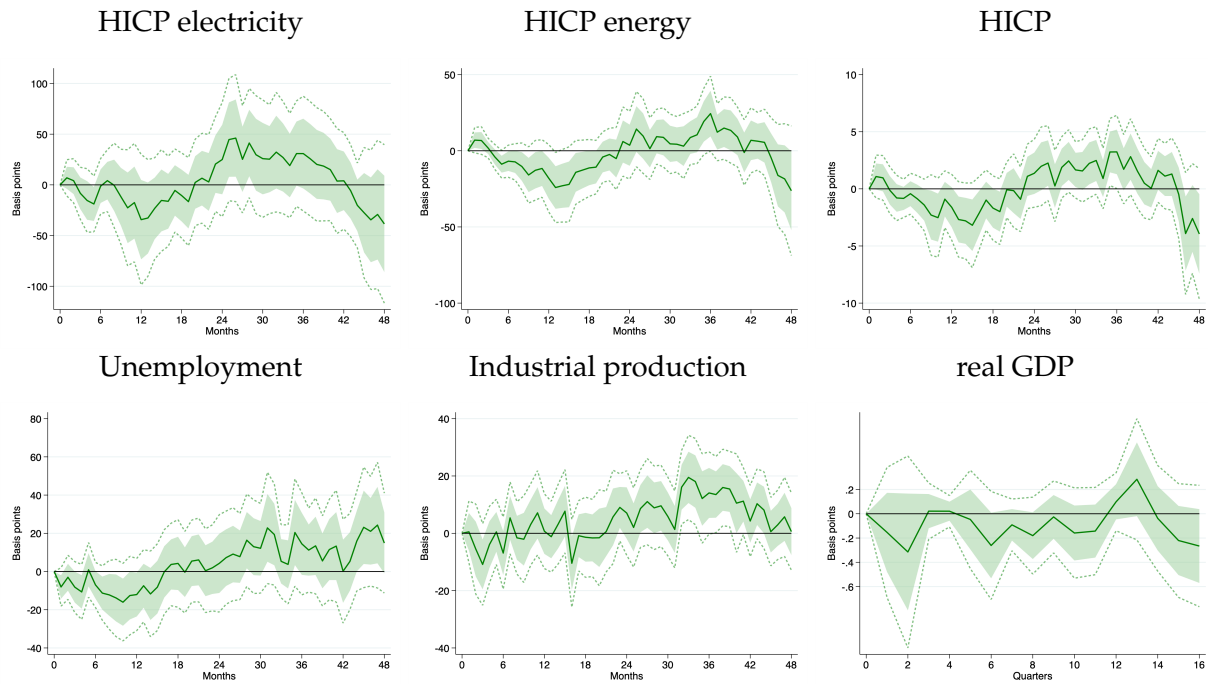 HICP electricity
HICP energy
HICP
100
50
0
-50
-100
Basis points
0 6 12 18 24 30 36 42 48
Months
50
0
-50
-100
Basis points
0 6 12 18 24 30 36 42 48
Months
10
5
0
-5
-10
Basis points
0 6 12 18 24 30 36 42 48
Months
Unemployment
Industrial production
real GDP
80
60
40
20
0
-20
-40
Basis points
0 6 12 18 24 30 36 42 48
Months
40
20
0
-20
-40
Basis points
0 6 12 18 24 30 36 42 48
Months
.2
0
-.2
-.4
-.6
Basis points
0 2 4 6 8 10 12 14 16
Quarters